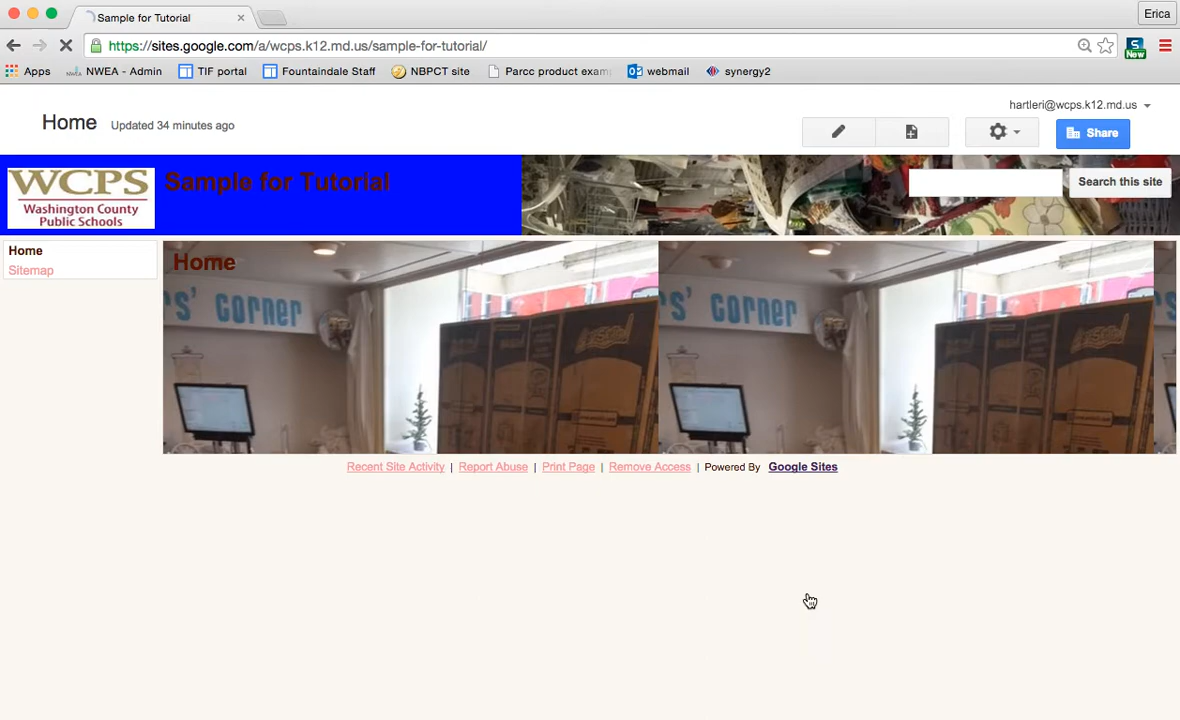 Sample for Tutorial
Erica
https://sites.google.com/a/wcps.k12.md.us/sample-for-tutorial/
New
Apps NWEA - Admin TIF portal Fountaindale Staff NBPCT site Parcc product exam webmail synergy2
hartleri@wcps.k12.md.us
Home Updated 34 minutes ago
Share
WCPS
Washington County
Public Schools
Sample for Tutorial
Search this site
Home
Sitemap
Home
S' CORNER
S' CORNER
Recent Site Activity | Report Abuse | Print Page | Remove Access | Powered By Google Sites